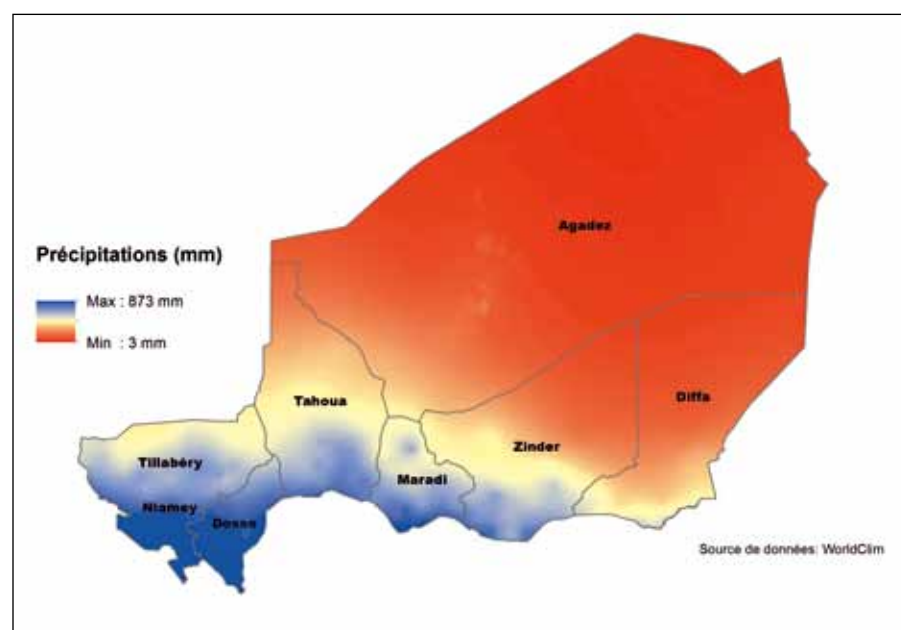 Agadez
Précipitations (mm)
Max : 873 mm
Min : 3 mm
Diffa
Tahoua
Zinder
Tillabéry
Maradi
Niamey
Dosso
Source de données: WorldClim